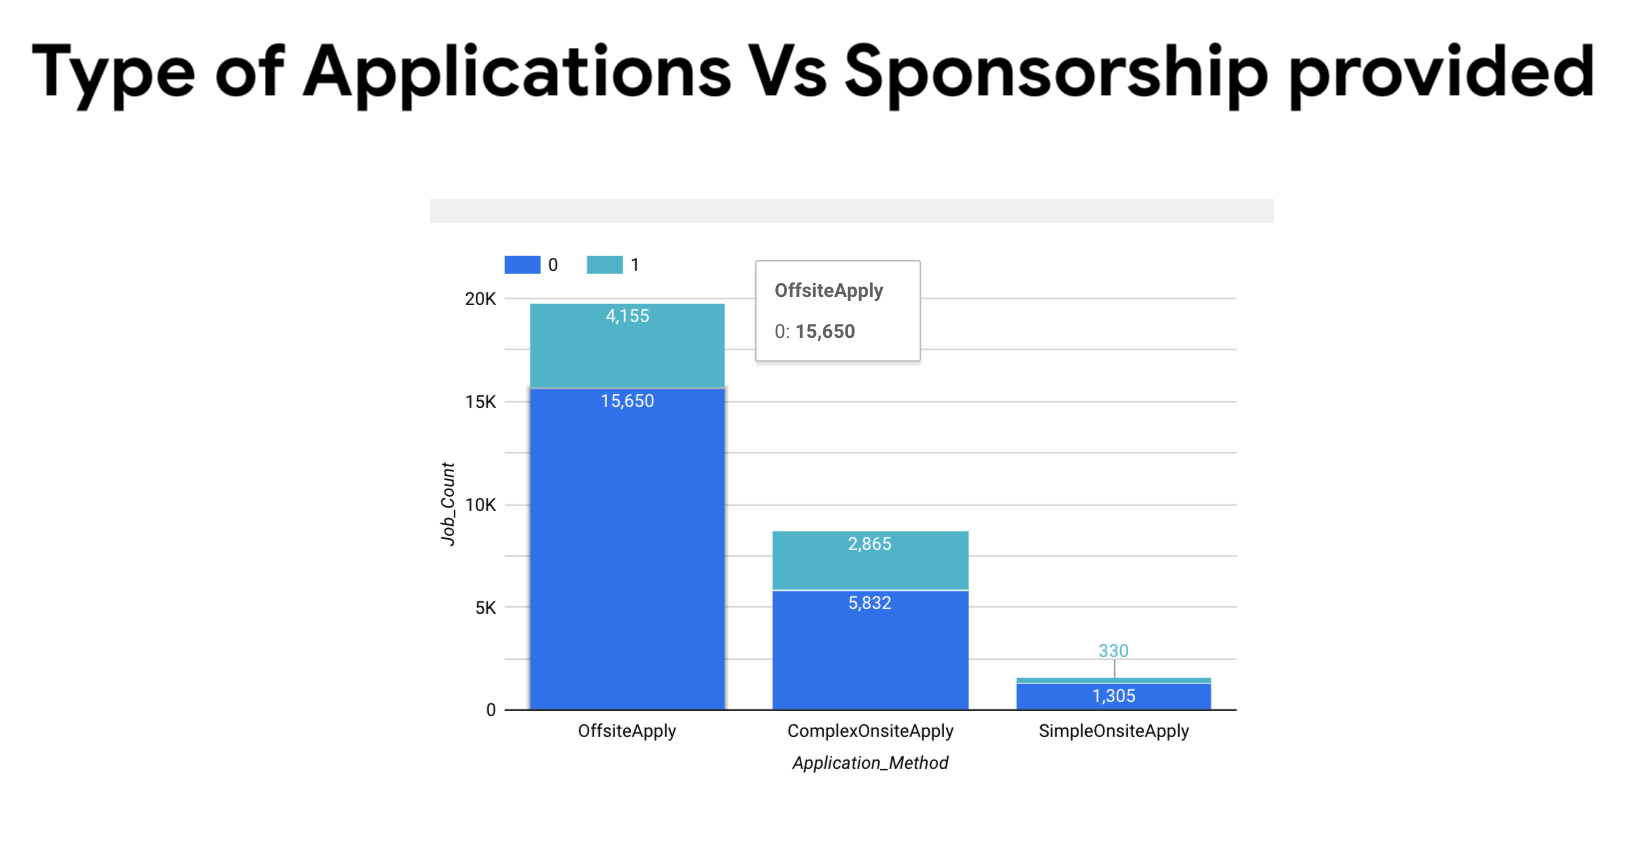 Type of Applications Vs Sponsorship provided
0 1
OffsiteApply
0: 15,650
20K
15K
10K
5K
0
Job_Count
4,155
15,650
2,865
5,832
330
1,305
OffsiteApply ComplexOnsiteApply SimpleOnsiteApply
Application_Method